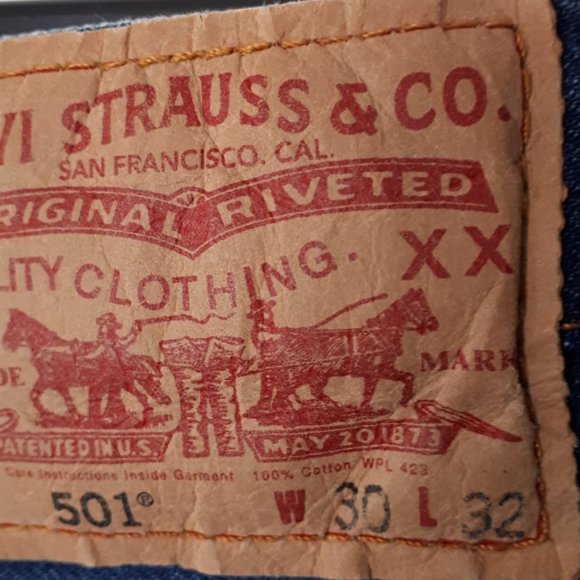 VI STRAUSS & CO.
SAN FRANCISCO, CAL.
RIGINAL RIVETED
LITY CLOTHING. XX
DE MARK
PATENTED IN U.S. MAY 20 1873
Care Instructions Inside Garment 100% Cotton WPL 423
501® W 30 L 32